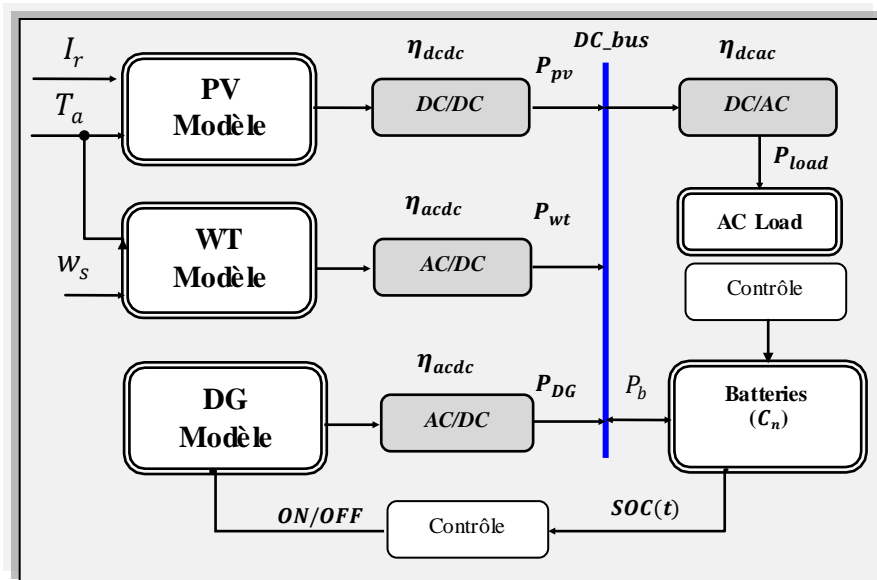 I_r
η_dcdc
DC_bus
η_dcac
PV
Modèle
DC/DC
P_pv
DC/AC
T_a
P_load
η_acdc
P_wt
AC Load
WT
Modèle
AC/DC
w_s
Contrôle
η_acdc
DG
Modèle
AC/DC
P_DG
P_b
Batteries
(C_n)
ON/OFF
Contrôle
SOC(t)